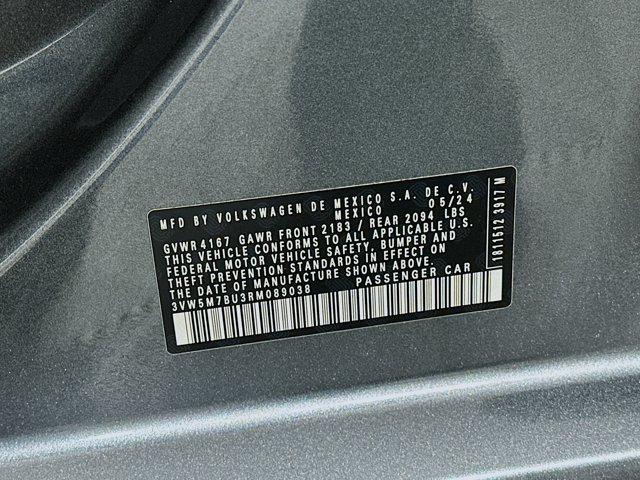 MFD BY VOLKSWAGEN DE MEXICO S.A. DE C.V.
MEXICO 05/24
GVWR 4167 GAWR FRONT 2183 / REAR 2094 LBS
THIS VEHICLE CONFORMS TO ALL APPLICABLE U.S.
FEDERAL MOTOR VEHICLE SAFETY, BUMPER AND
THEFT PREVENTION STANDARDS IN EFFECT ON
THE DATE OF MANUFACTURE SHOWN ABOVE.
3VW5M7BU3RM089038 PASSENGER CAR
1811512 3917 M